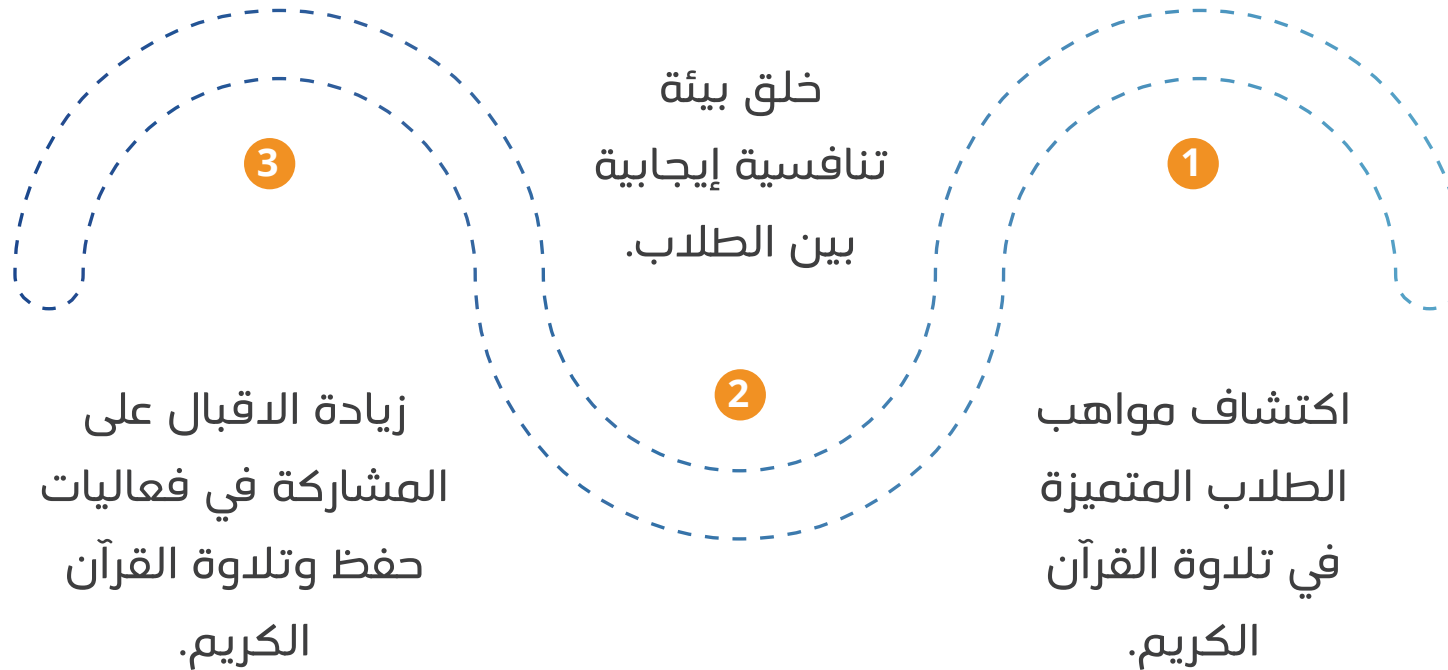 1
اكتشاف مواهب
الطلاب المتميزة
في تلاوة القرآن
الكريم.
خلق بيئة
تنافسية إيجابية
بين الطلاب.
2
3
زيادة الاقبال على
المشاركة في فعاليات
حفظ وتلاوة القرآن
الكريم.